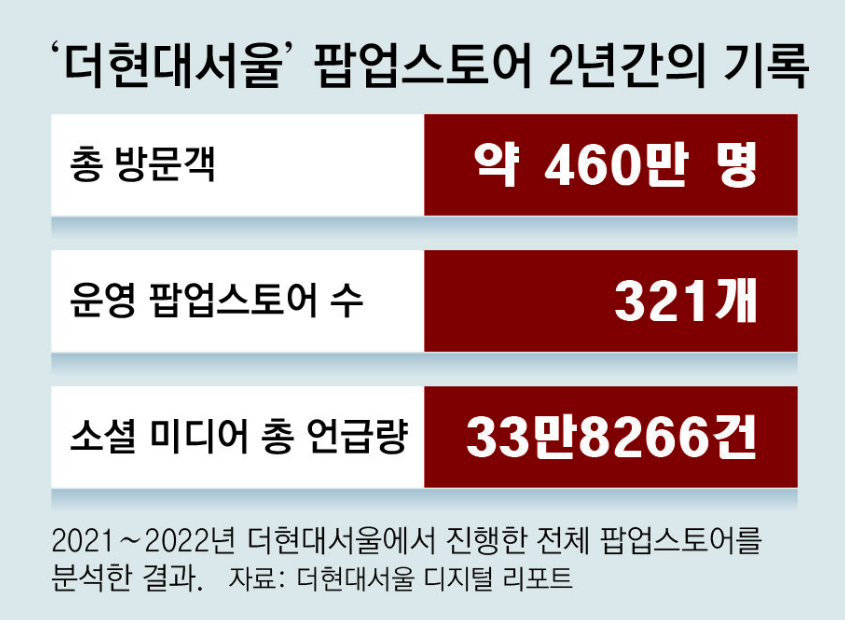 ‘더현대서울’ 팝업스토어 2년간의 기록
총 방문객
약 460만 명
운영 팝업스토어 수
321개
소셜 미디어 총 언급량
33만8266건
2021～2022년 더현대서울에서 진행한 전체 팝업스토어를
분석한 결과. 자료: 더현대서울 디지털 리포트